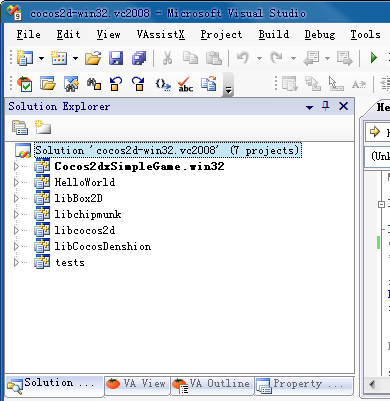 cocos2d-win32.vc2008 - Microsoft Visual Studio
File Edit View VAssistX Project Build Debug Tools
Solution Explorer
He
Solution 'cocos2d-win32.vc2008' (7 projects)
(Un
Cocos2dxSimpleGame.win32
HelloWorld
libBox2D
libchipmunk
libcocos2d
libCocosDenshion
tests
Solution ... VA View VA Outline Property ...